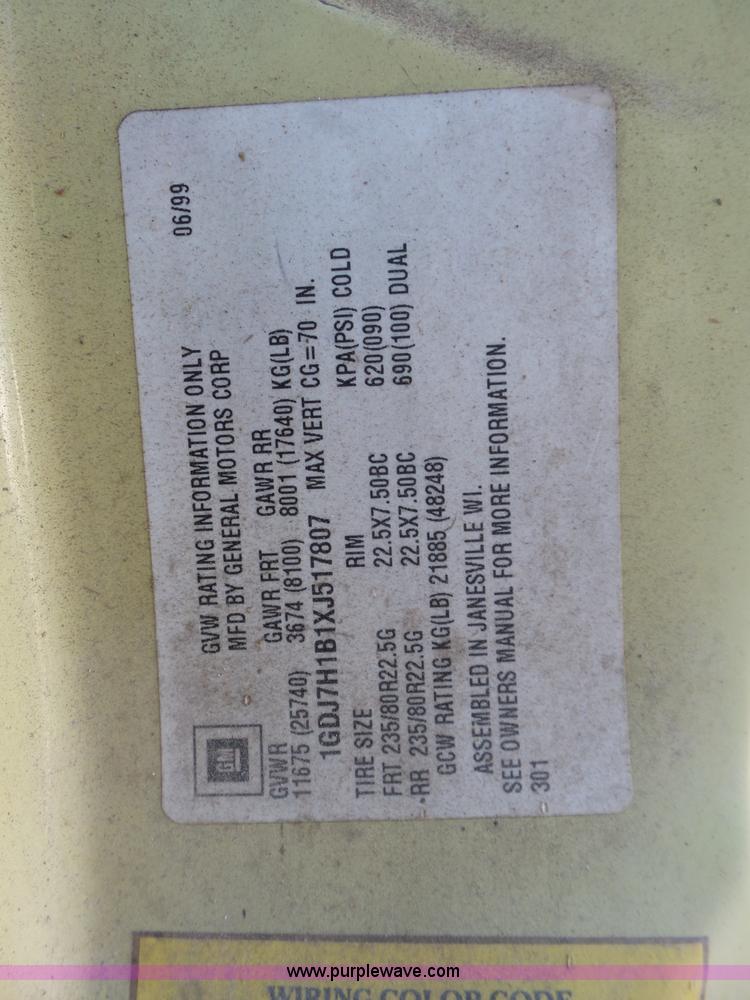 06/99
GVW RATING INFORMATION ONLY
MFD BY GENERAL MOTORS CORP
GM
GVWR GAWR FRT GAWR RR
11675 (25740) 3674 (8100) 8001 (17640) KG(LB)
1GDJ7H1B1XJ517807 MAX VERT CG=70 IN.
TIRE SIZE RIM KPA(PSI) COLD
FRT 235/80R22.5G 22.5X7.50BC 620(090)
RR 235/80R22.5G 22.5X7.50BC 690(100) DUAL
GCW RATING KG(LB) 21885 (48248)
ASSEMBLED IN JANESVILLE WI.
SEE OWNERS MANUAL FOR MORE INFORMATION.
301
www.purplewave.com
WIRING COLOR CODE